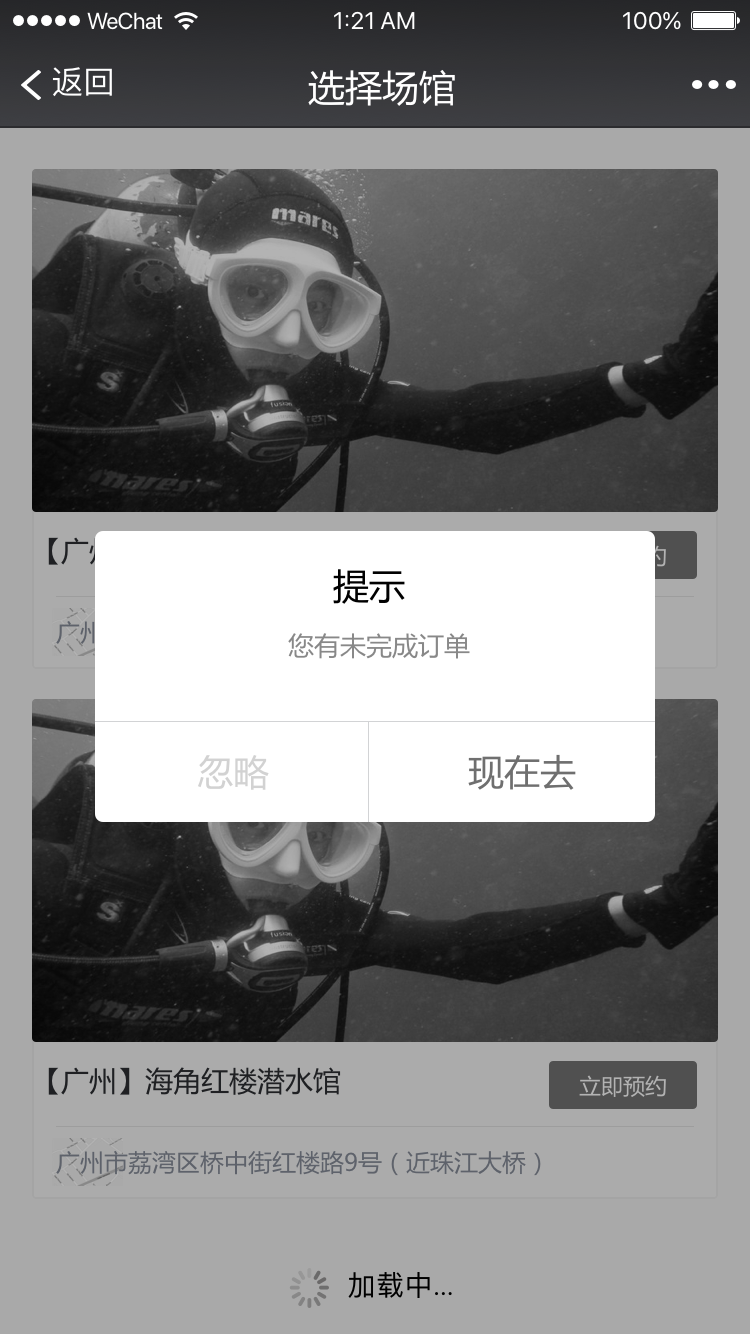 WeChat 1:21 AM 100%
返回 选择场馆
mares
fusion
mares
【广
提示
广州
您有未完成订单
忽略 现在去
fusion
mares
【广州】海角红楼潜水馆 立即预约
广州市荔湾区桥中街红楼路9号（近珠江大桥）
加载中...